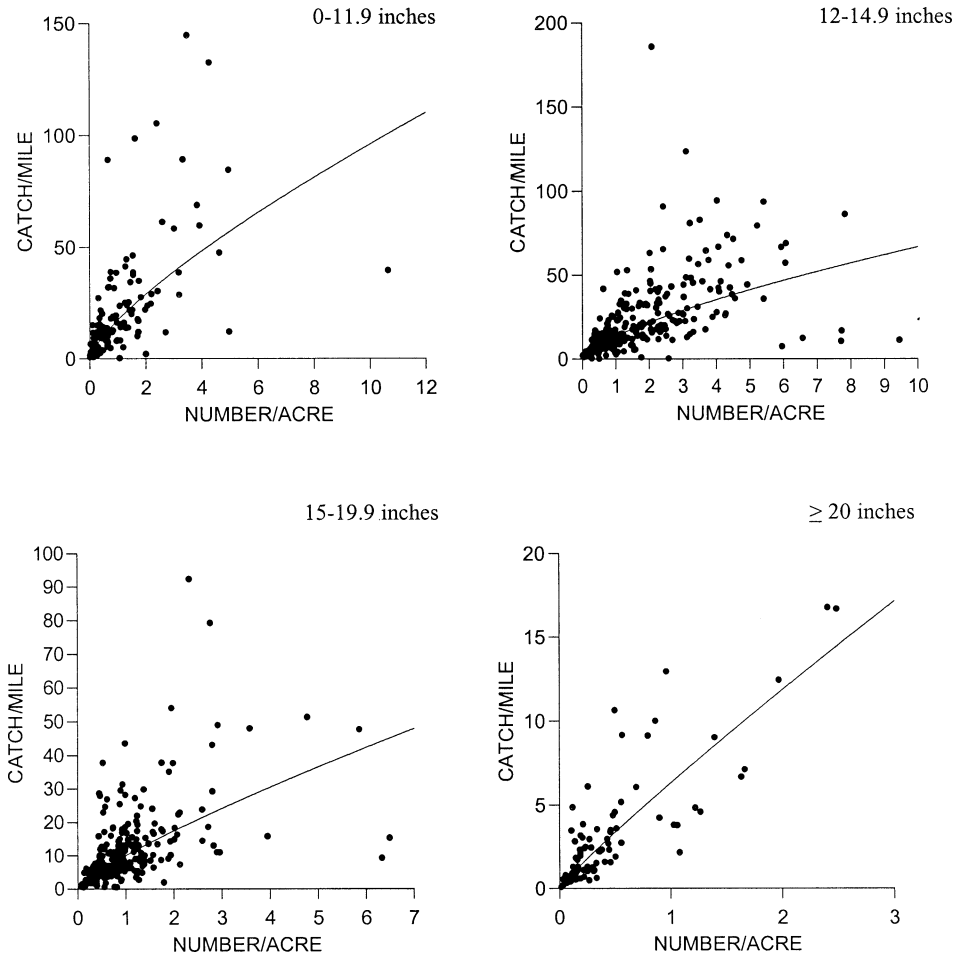 0-11.9 inches
150
100
50
0
CATCH/MILE
0 2 4 6 8 10 12
NUMBER/ACRE
12-14.9 inches
200
150
100
50
0
CATCH/MILE
0 1 2 3 4 5 6 7 8 9 10
NUMBER/ACRE
15-19.9 inches
100
90
80
70
60
50
40
30
20
10
0
CATCH/MILE
0 1 2 3 4 5 6 7
NUMBER/ACRE
≥ 20 inches
20
15
10
5
0
CATCH/MILE
0 1 2 3
NUMBER/ACRE